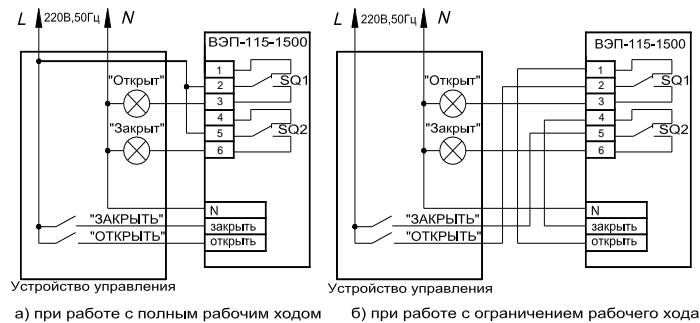 L 220В,50Гц N
ВЭП-115-1500
"Открыт"
1
2
3
4
5
6
SQ1
SQ2
"Закрыт"
N
"ЗАКРЫТЬ" закрыть
"ОТКРЫТЬ" открыть
Устройство управления
а) при работе с полным рабочим ходом
L 220В,50Гц N
ВЭП-115-1500
"Открыт"
1
2
3
4
5
6
SQ1
SQ2
"Закрыт"
N
"ЗАКРЫТЬ" закрыть
"ОТКРЫТЬ" открыть
Устройство управления
б) при работе с ограничением рабочего хода